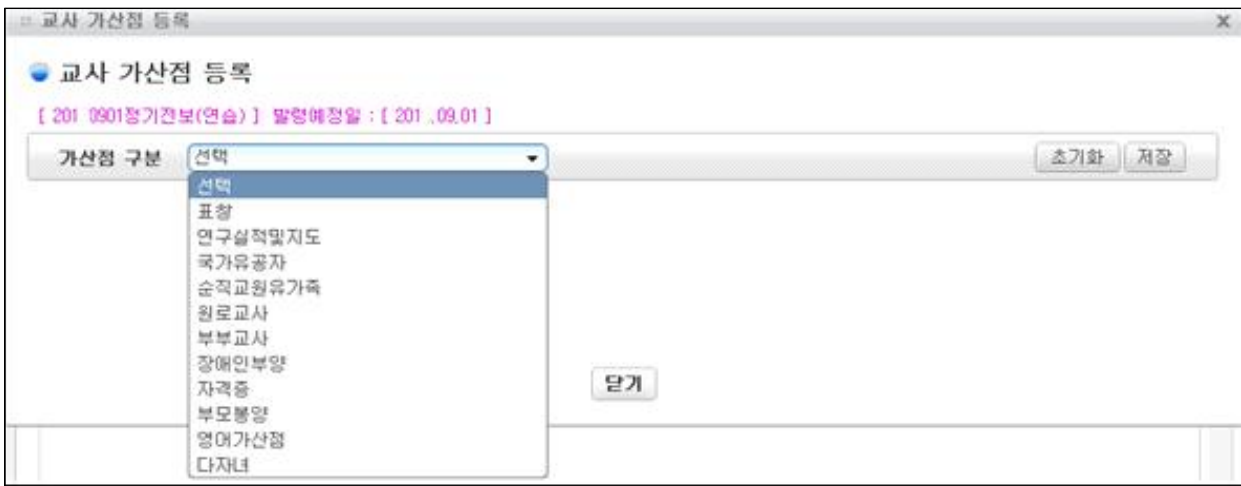 교사 가산점 등록
x
교사 가산점 등록
[ 201 0901정기전보(연습) ] 발령예정일 : [ 201 .09.01 ]
가산점 구분 선택 초기화 저장
선택
표창
연구실적및지도
국가유공자
순직교원유가족
원로교사
부부교사
장애인부양
자격증
부모봉양
영어가산점
다자녀
닫기